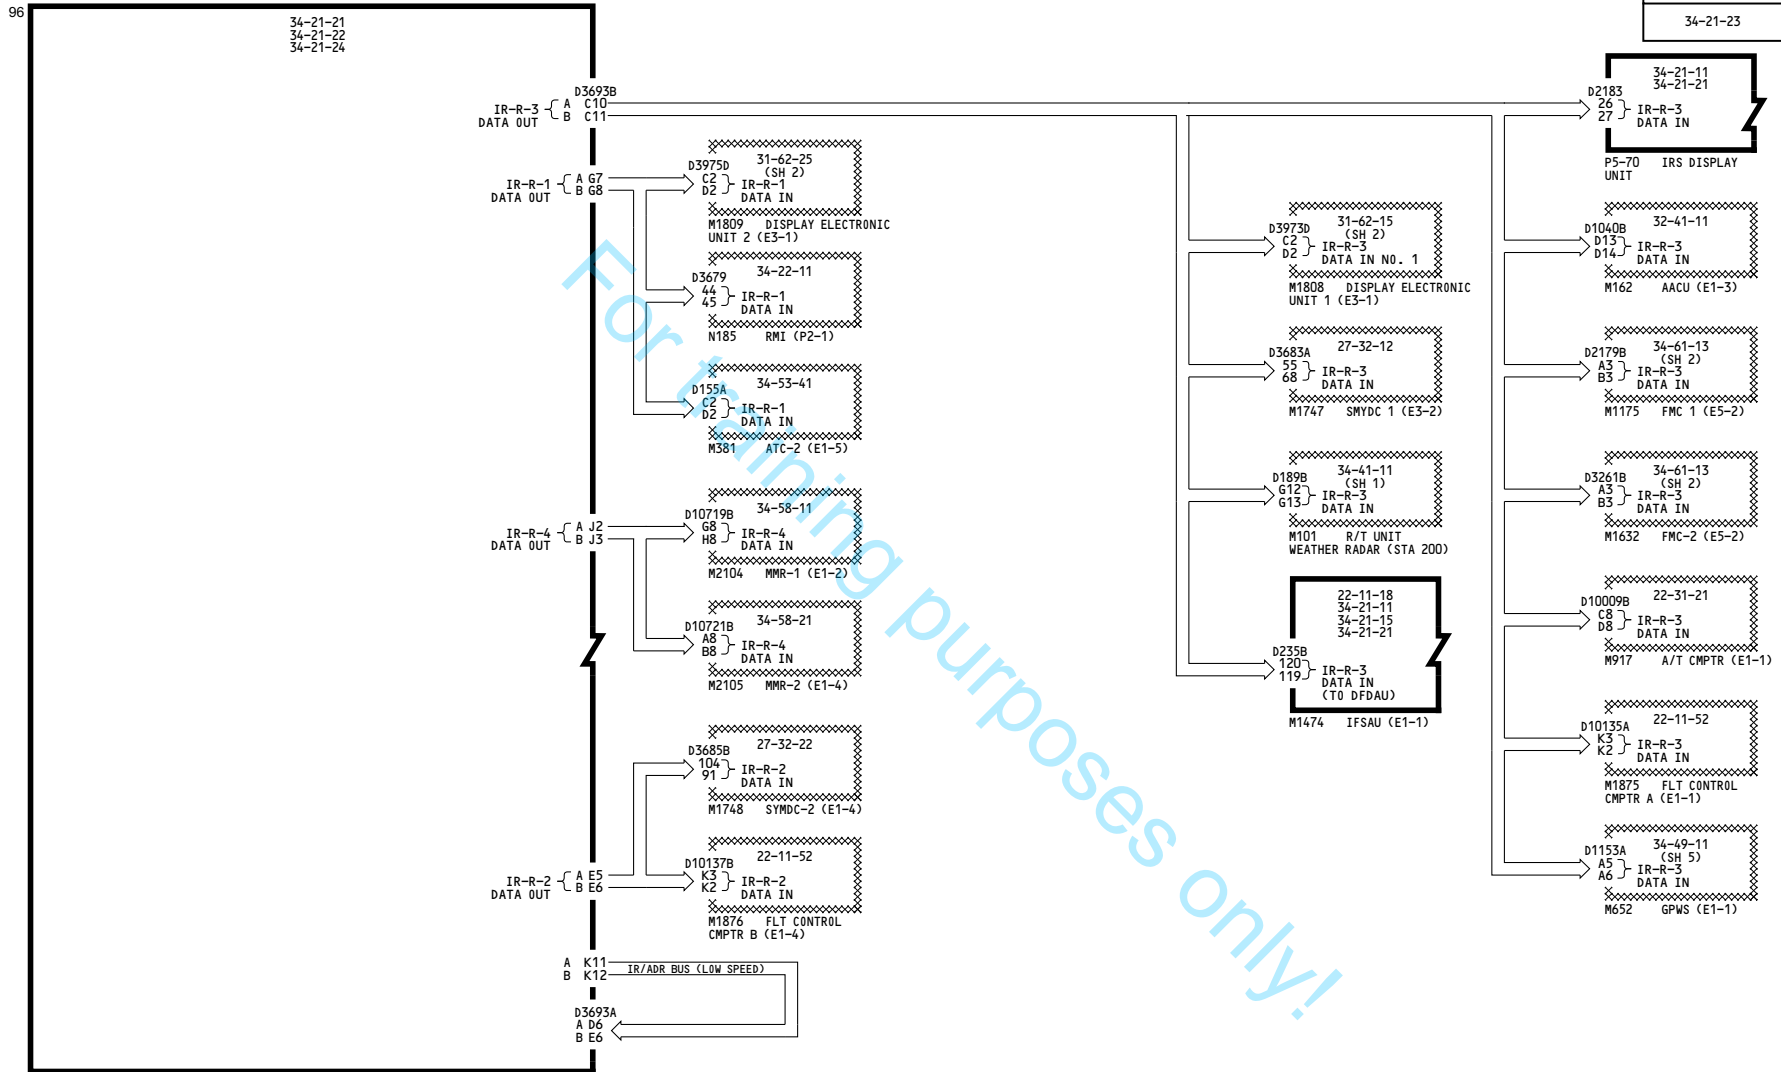 96
34-21-23
34-21-21
34-21-22
34-21-24
D3693B
IR-R-3 A C10
DATA OUT B C11
IR-R-1 A G7
DATA OUT B G8
IR-R-4 A J2
DATA OUT B J3
IR-R-2 A E5
DATA OUT B E6
A K11
B K12
IR/ADR BUS (LOW SPEED)
D3693A
A D6
B E6
D3975D
31-62-25
(SH 2)
C2 IR-R-1
D2 DATA IN
M1809 DISPLAY ELECTRONIC
UNIT 2 (E3-1)
D3679
34-22-11
44 IR-R-1
45 DATA IN
N185 RMI (P2-1)
D155A
34-53-41
C2 IR-R-1
D2 DATA IN
M381 ATC-2 (E1-5)
D10719B
34-58-11
G8 IR-R-4
H8 DATA IN
M2104 MMR-1 (E1-2)
D10721B
34-58-21
A8 IR-R-4
B8 DATA IN
M2105 MMR-2 (E1-4)
D3685B
27-32-22
104 IR-R-2
91 DATA IN
M1748 SYMDC-2 (E1-4)
D10137B
22-11-52
K3 IR-R-2
K2 DATA IN
M1876 FLT CONTROL
CMPTR B (E1-4)
D3973D
31-62-15
(SH 2)
C2 IR-R-3
D2 DATA IN NO. 1
M1808 DISPLAY ELECTRONIC
UNIT 1 (E3-1)
D3683A
27-32-12
55 IR-R-3
68 DATA IN
M1747 SMYDC 1 (E3-2)
D189B
34-41-11
(SH 1)
G12 IR-R-3
G13 DATA IN
M101 R/T UNIT
WEATHER RADAR (STA 200)
22-11-18
34-21-11
34-21-15
34-21-21
D235B
120 IR-R-3
119 DATA IN
(TO DFDAU)
M1474 IFSAU (E1-1)
D2183
34-21-11
34-21-21
26 IR-R-3
27 DATA IN
P5-70 IRS DISPLAY
UNIT
D1040B
32-41-11
D13 IR-R-3
D14 DATA IN
M162 AACU (E1-3)
D2179B
34-61-13
(SH 2)
A3 IR-R-3
B3 DATA IN
M1175 FMC 1 (E5-2)
D3261B
34-61-13
(SH 2)
A3 IR-R-3
B3 DATA IN
M1632 FMC-2 (E5-2)
D10009B
22-31-21
C8 IR-R-3
D8 DATA IN
M917 A/T CMPTR (E1-1)
D10135A
22-11-52
K3 IR-R-3
K2 DATA IN
M1875 FLT CONTROL
CMPTR A (E1-1)
D1153A
34-49-11
(SH 5)
A5 IR-R-3
A6 DATA IN
M652 GPWS (E1-1)
For training purposes only!